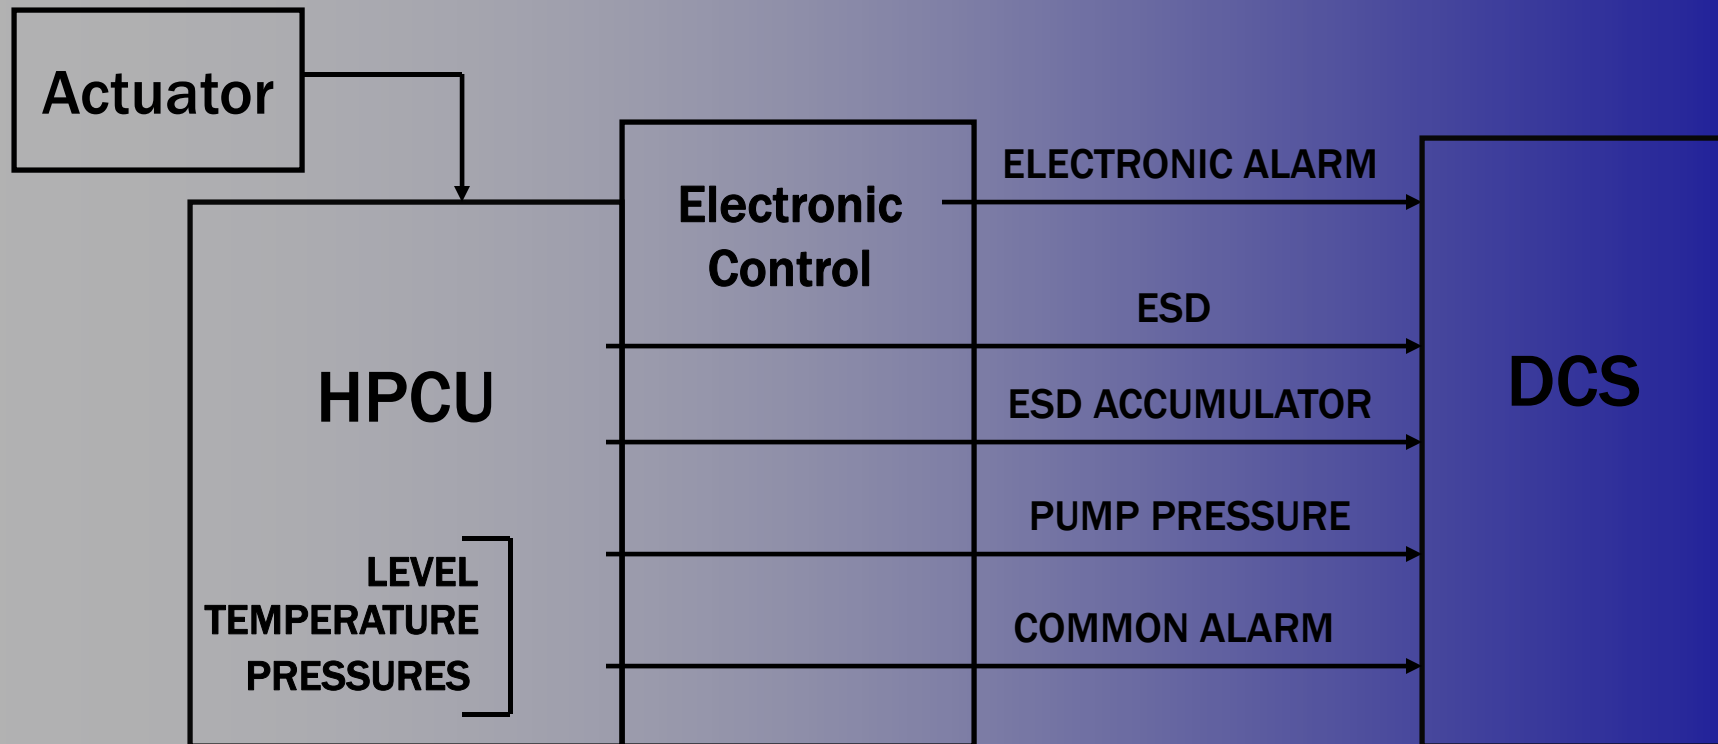 Actuator
Electronic
Control
ELECTRONIC ALARM
ESD
HPCU
ESD ACCUMULATOR
DCS
PUMP PRESSURE
LEVEL
TEMPERATURE
PRESSURES
COMMON ALARM